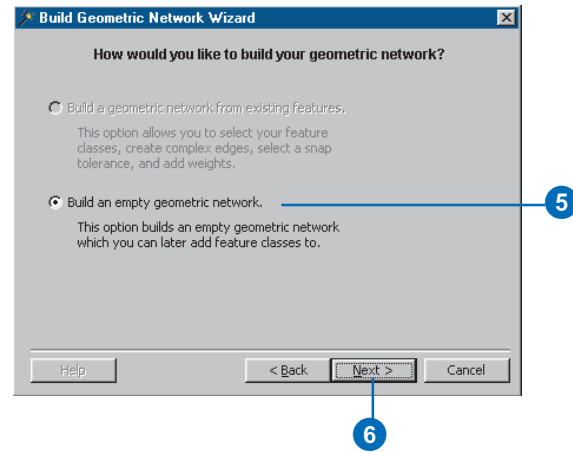 Build Geometric Network Wizard
How would you like to build your geometric network?
Build a geometric network from existing features.
This option allows you to select your feature
classes, create complex edges, select a snap
tolerance, and add weights.
Build an empty geometric network.
5
This option builds an empty geometric network
which you can later add feature classes to.
Help
< Back
Next >
Cancel
6